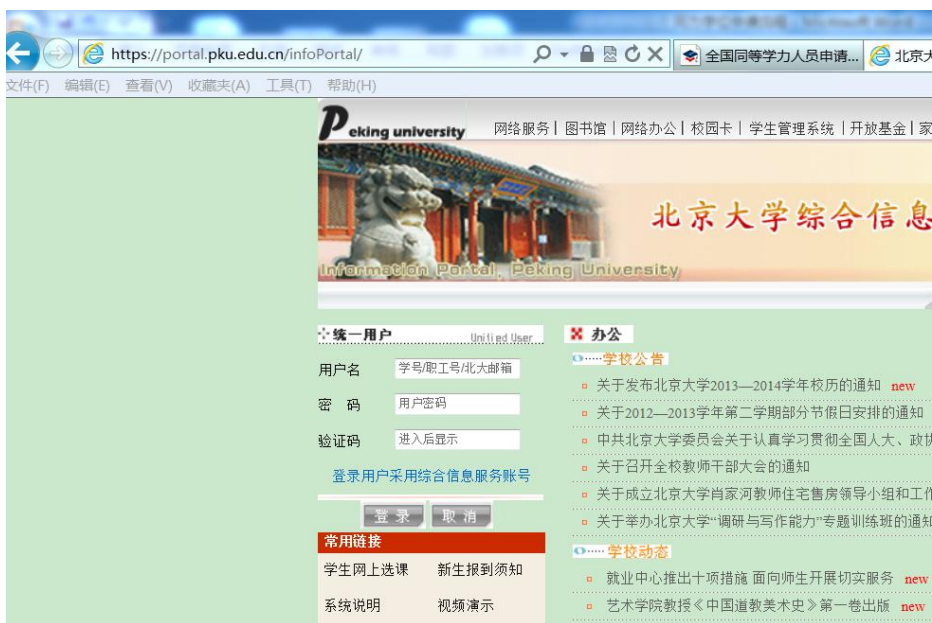 https://portal.pku.edu.cn/infoPortal/
全国同等学力人员申请...
北京大
文件(F) 编辑(E) 查看(V) 收藏夹(A) 工具(T) 帮助(H)
Peking university
网络服务 | 图书馆 | 网络办公 | 校园卡 | 学生管理系统 | 开放基金 | 家
北京大学综合信息
Information Portal, Peking University
统一用户 Unified User
用户名 学号/职工号/北大邮箱
密 码 用户密码
验证码 进入后显示
登录用户采用综合信息服务账号
登 录 取 消
常用链接
学生网上选课 新生报到须知
系统说明 视频演示
办公
学校公告
关于发布北京大学2013—2014学年校历的通知 new
关于2012—2013学年第二学期部分节假日安排的通知
中共北京大学委员会关于认真学习贯彻全国人大、政协
关于召开全校教师干部大会的通知
关于成立北京大学肖家河教师住宅售房领导小组和工作
关于举办北京大学“调研与写作能力”专题训练班的通知
学校动态
就业中心推出十项措施 面向师生开展切实服务 new
艺术学院教授《中国道教美术史》第一卷出版 new